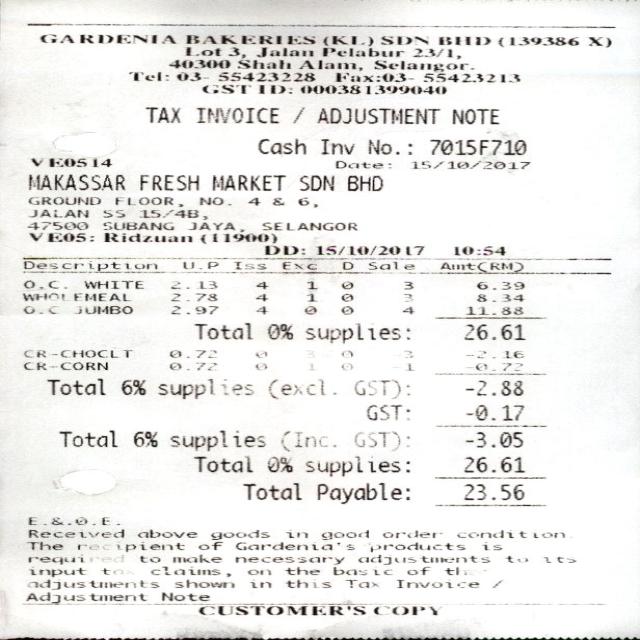 GARDENIA BAKERIES (KL) SDN BHD (139386 X)
Lot 3, Jalan Pelabur 23/1,
40300 Shah Alam, Selangor.
Tel: 03- 55423228 Fax:03- 55423213
GST ID: 000381399040
TAX INVOICE / ADJUSTMENT NOTE
Cash Inv No.: 7015F710
VE0514 Date: 15/10/2017
MAKASSAR FRESH MARKET SDN BHD
GROUND FLOOR, NO. 4 & 6,
JALAN SS 15/4B,
47500 SUBANG JAYA, SELANGOR
VE05: Ridzuan (11900)
DD: 15/10/2017 10:54
Description U.P Iss Exc D Sale Amt(RM)
O.C. WHITE 2.13 4 1 0 3 6.39
WHOLEMEAL 2.78 4 1 0 3 8.34
O.C JUMBO 2.97 4 0 0 4 11.88
Total 0% supplies: 26.61
CR-CHOCLT 0.72 0 3 0 -3 -2.16
CR-CORN 0.72 0 1 0 -1 -0.72
Total 6% supplies (excl. GST): -2.88
GST: -0.17
Total 6% supplies (Inc. GST): -3.05
Total 0% supplies: 26.61
Total Payable: 23.56
E.&.O.E.
Received above goods in good order condition.
The recipient of Gardenia's products is
required to make necessary adjustments to its
input tax claims, on the basic of the
adjustments shown in this Tax Invoice /
Adjustment Note
CUSTOMER'S COPY